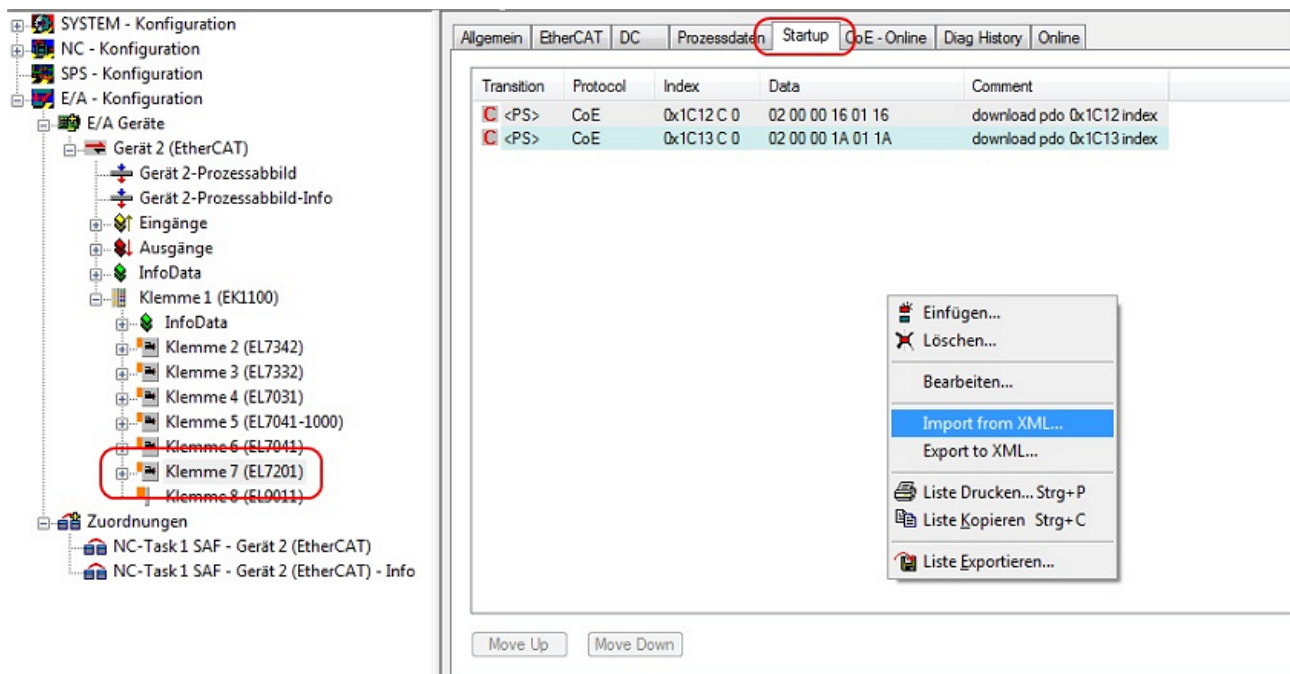 SYSTEM - Konfiguration
NC - Konfiguration
SPS - Konfiguration
E/A - Konfiguration
E/A Geräte
Gerät 2 (EtherCAT)
Gerät 2-Prozessabbild
Gerät 2-Prozessabbild-Info
Eingänge
Ausgänge
InfoData
Klemme 1 (EK1100)
InfoData
Klemme 2 (EL7342)
Klemme 3 (EL7332)
Klemme 4 (EL7031)
Klemme 5 (EL7041-1000)
Klemme 6 (EL7041)
Klemme 7 (EL7201)
Klemme 8 (EL9011)
Zuordnungen
NC-Task 1 SAF - Gerät 2 (EtherCAT)
NC-Task 1 SAF - Gerät 2 (EtherCAT) - Info
Allgemein EtherCAT DC Prozessdaten Startup CoE - Online Diag History Online
Transition Protocol Index Data Comment
C <PS> CoE 0x1C12 C 0 02 00 00 16 01 16 download pdo 0x1C12 index
C <PS> CoE 0x1C13 C 0 02 00 00 1A 01 1A download pdo 0x1C13 index
Einfügen...
Löschen...
Bearbeiten...
Import from XML...
Export to XML...
Liste Drucken... Strg+P
Liste Kopieren Strg+C
Liste Exportieren...
Move Up Move Down